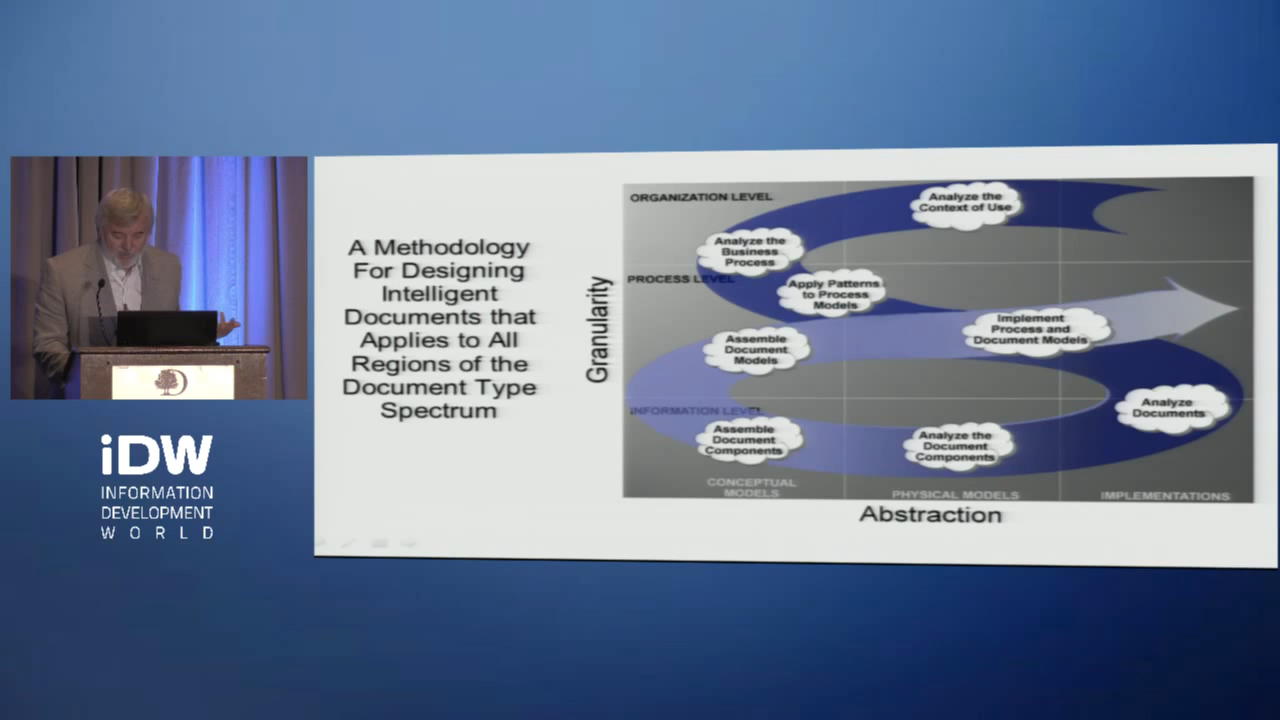 A Methodology
For Designing
Intelligent
Documents that
Applies to All
Regions of the
Document Type
Spectrum
Granularity
ORGANIZATION LEVEL
Analyze the
Context of Use
Analyze the
Business
Process
PROCESS LEVEL
Apply Patterns
to Process
Models
Implement
Process and
Document Models
Assemble
Document
Models
Analyze
Documents
INFORMATION LEVEL
Assemble
Document
Components
Analyze the
Document
Components
CONCEPTUAL
MODELS
PHYSICAL MODELS
IMPLEMENTATIONS
Abstraction
iDW
INFORMATION
DEVELOPMENT
WORLD